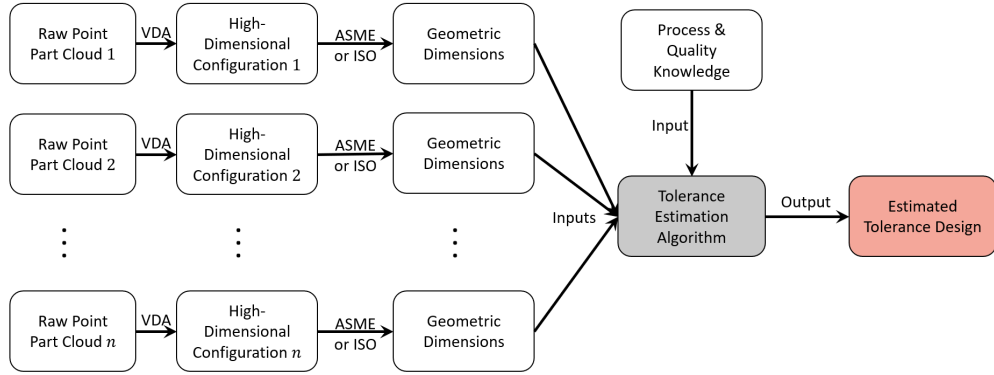 Raw Point
Part Cloud 1
VDA
High-
Dimensional
Configuration 1
ASME
or ISO
Geometric
Dimensions
Process &
Quality
Knowledge
Input
Raw Point
Part Cloud 2
VDA
High-
Dimensional
Configuration 2
ASME
or ISO
Geometric
Dimensions
Inputs
Tolerance
Estimation
Algorithm
Output
Estimated
Tolerance Design
Raw Point
Part Cloud n
VDA
High-
Dimensional
Configuration n
ASME
or ISO
Geometric
Dimensions